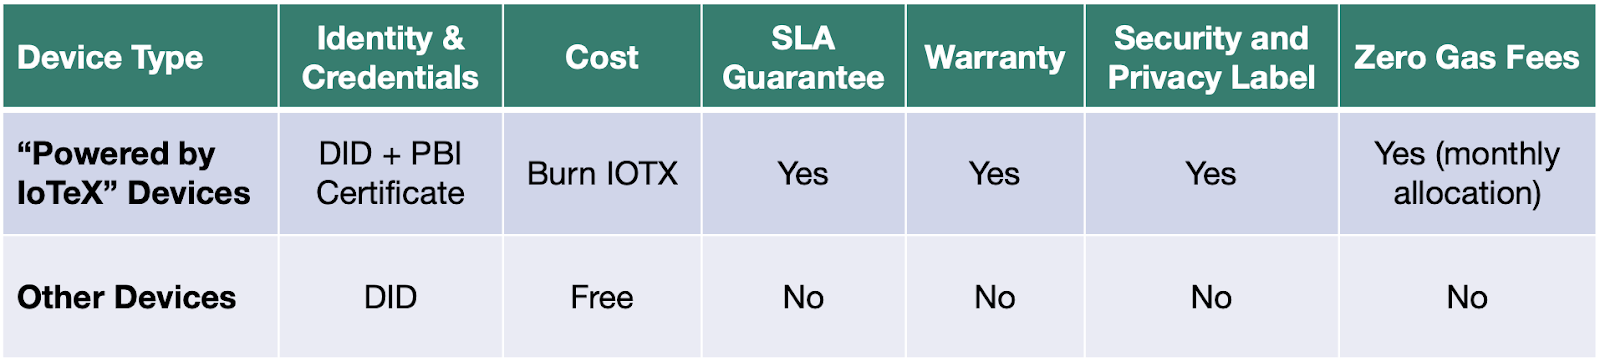 Device Type
Identity &
Credentials
Cost
SLA
Guarantee
Warranty
Security and
Privacy Label
Zero Gas Fees
“Powered by
IoTeX” Devices
DID + PBI
Certificate
Burn IOTX
Yes
Yes
Yes
Yes (monthly
allocation)
Other Devices
DID
Free
No
No
No
No